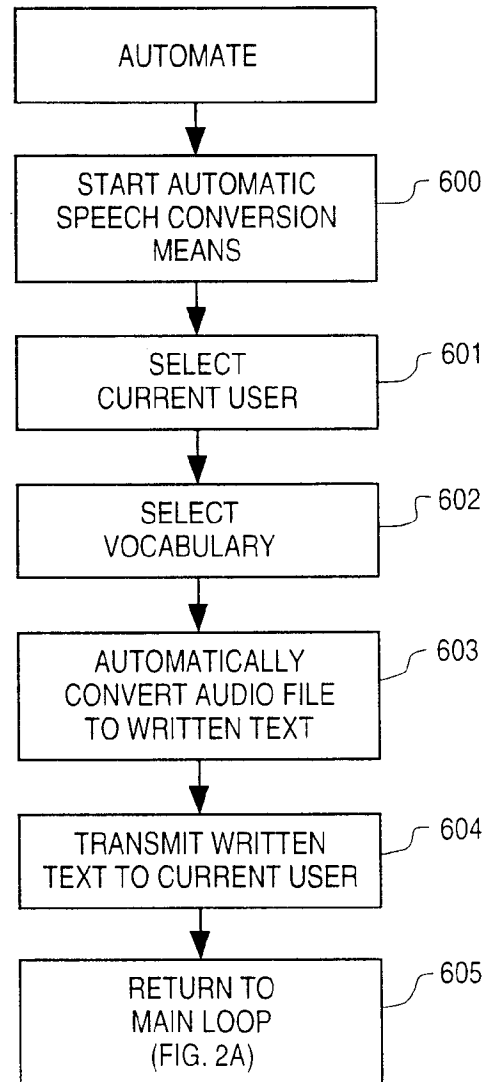 AUTOMATE
START AUTOMATIC
SPEECH CONVERSION
MEANS
600
SELECT
CURRENT USER
601
SELECT
VOCABULARY
602
AUTOMATICALLY
CONVERT AUDIO FILE
TO WRITTEN TEXT
603
TRANSMIT WRITTEN
TEXT TO CURRENT USER
604
RETURN TO
MAIN LOOP
(FIG. 2A)
605